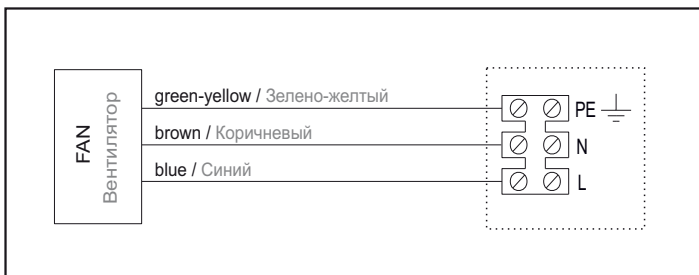 green-yellow / Зелено-желтый
PE
brown / Коричневый
N
blue / Синий
L
FAN
Вентилятор